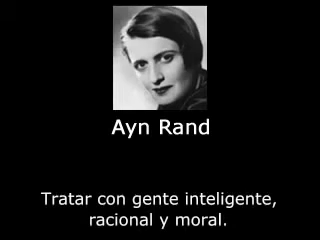 Ayn Rand
Tratar con gente inteligente,
racional y moral.